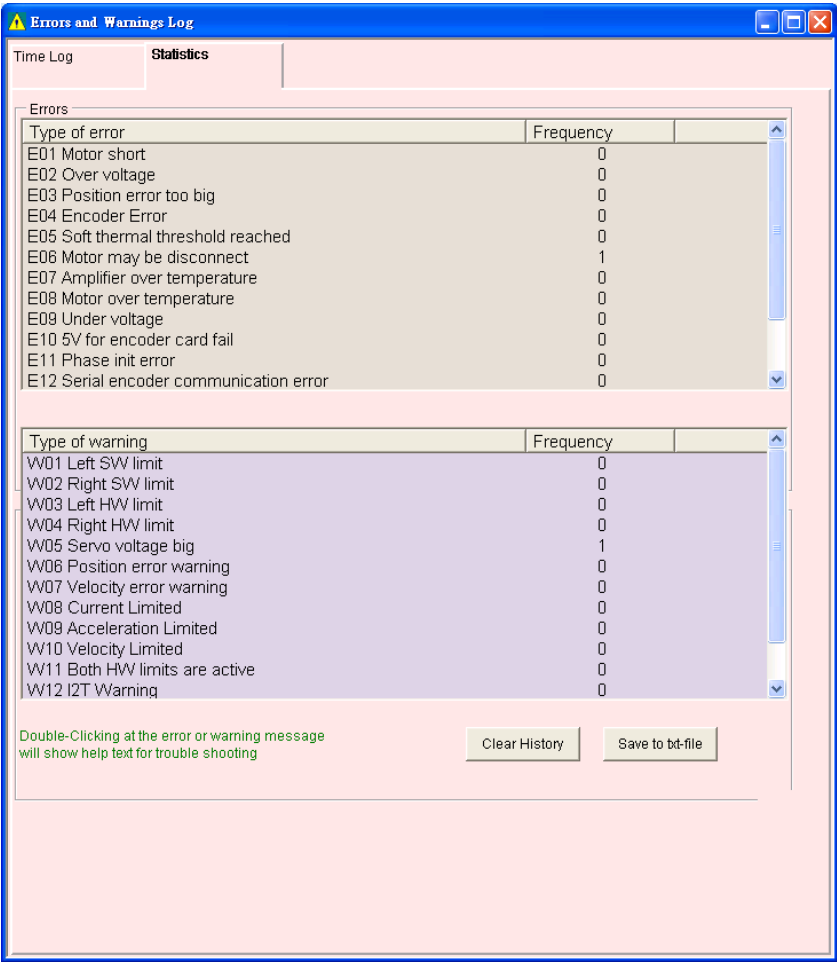 Errors and Warnings Log
Time Log Statistics
Errors
Type of error Frequency
E01 Motor short 0
E02 Over voltage 0
E03 Position error too big 0
E04 Encoder Error 0
E05 Soft thermal threshold reached 0
E06 Motor may be disconnect 1
E07 Amplifier over temperature 0
E08 Motor over temperature 0
E09 Under voltage 0
E10 5V for encoder card fail 0
E11 Phase init error 0
E12 Serial encoder communication error 0
Type of warning Frequency
W01 Left SW limit 0
W02 Right SW limit 0
W03 Left HW limit 0
W04 Right HW limit 0
W05 Servo voltage big 1
W06 Position error warning 0
W07 Velocity error warning 0
W08 Current Limited 0
W09 Acceleration Limited 0
W10 Velocity Limited 0
W11 Both HW limits are active 0
W12 I2T Warning 0
Double-Clicking at the error or warning message
will show help text for trouble shooting
Clear History Save to txt-file